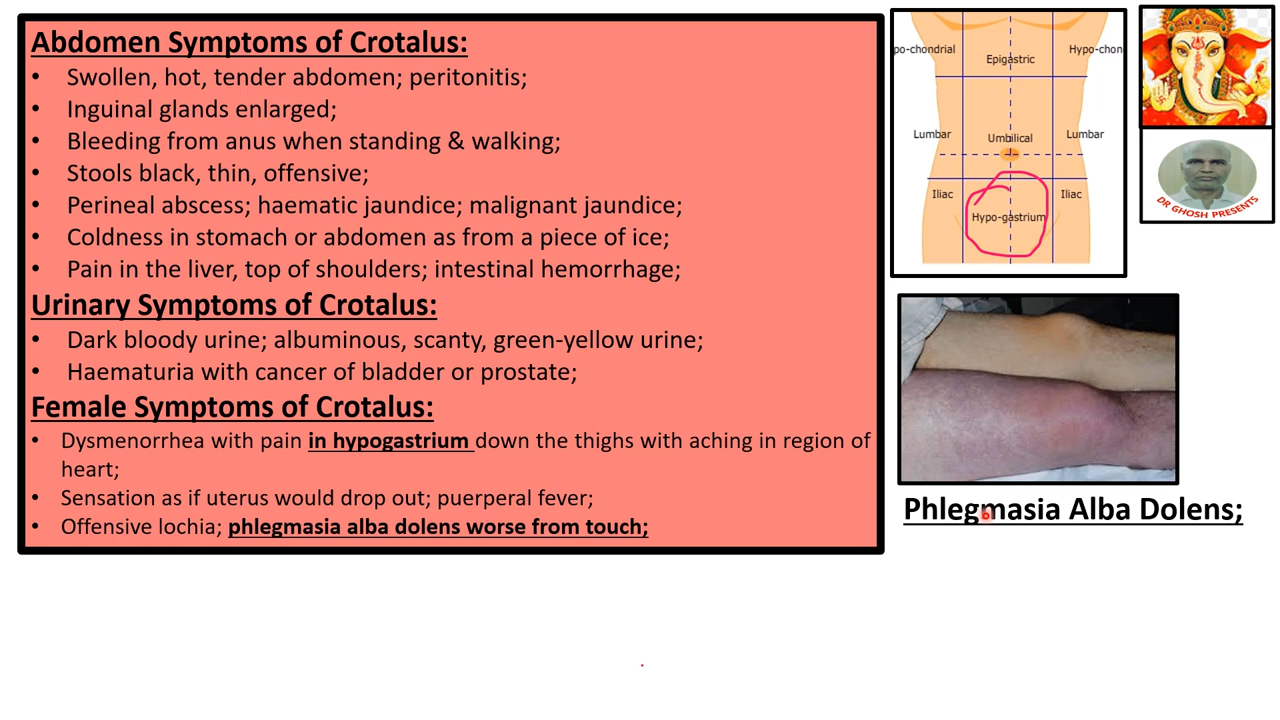 Abdomen Symptoms of Crotalus:
• Swollen, hot, tender abdomen; peritonitis;
• Inguinal glands enlarged;
• Bleeding from anus when standing & walking;
• Stools black, thin, offensive;
• Perineal abscess; haematic jaundice; malignant jaundice;
• Coldness in stomach or abdomen as from a piece of ice;
• Pain in the liver, top of shoulders; intestinal hemorrhage;
Urinary Symptoms of Crotalus:
• Dark bloody urine; albuminous, scanty, green-yellow urine;
• Haematuria with cancer of bladder or prostate;
Female Symptoms of Crotalus:
• Dysmenorrhea with pain in hypogastrium down the thighs with aching in region of
heart;
• Sensation as if uterus would drop out; puerperal fever;
• Offensive lochia; phlegmasia alba dolens worse from touch;
po-chondrial
Epigastric
Hypo-chon
Lumbar
Umbilical
Lumbar
Iliac
Hypo-gastrium
Iliac
DR GHOSH PRESENTS
Phlegmasia Alba Dolens;